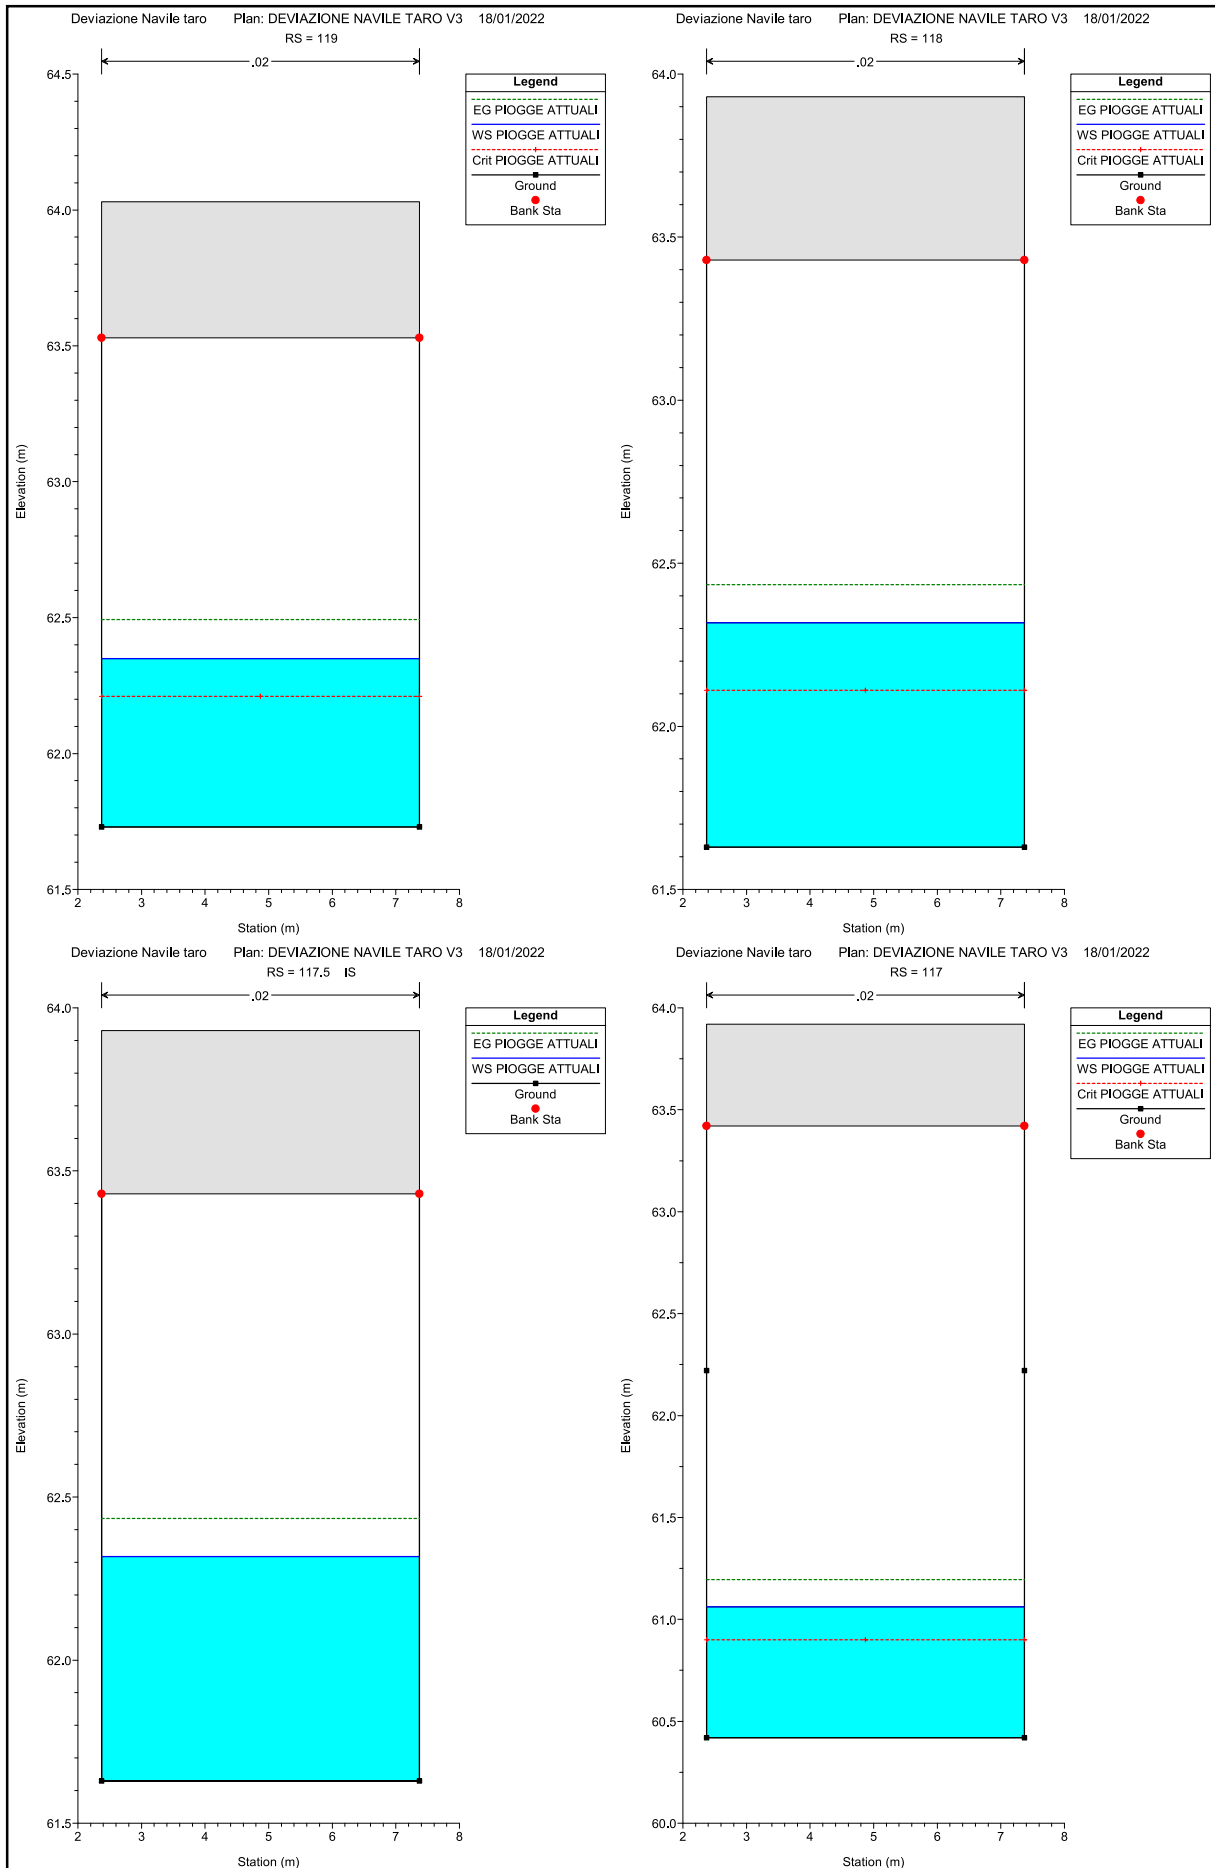 Deviazione Navile taro Plan: DEVIAZIONE NAVILE TARO V3 18/01/2022
RS = 119
.02
64.5
64.0
63.5
63.0
62.5
62.0
61.5
Elevation (m)
2 3 4 5 6 7 8
Station (m)
Legend
EG PIOGGE ATTUALI
WS PIOGGE ATTUALI
Crit PIOGGE ATTUALI
Ground
Bank Sta
Deviazione Navile taro Plan: DEVIAZIONE NAVILE TARO V3 18/01/2022
RS = 118
.02
64.0
63.5
63.0
62.5
62.0
61.5
Elevation (m)
2 3 4 5 6 7 8
Station (m)
Legend
EG PIOGGE ATTUALI
WS PIOGGE ATTUALI
Crit PIOGGE ATTUALI
Ground
Bank Sta
Deviazione Navile taro Plan: DEVIAZIONE NAVILE TARO V3 18/01/2022
RS = 117.5 IS
.02
64.0
63.5
63.0
62.5
62.0
61.5
Elevation (m)
2 3 4 5 6 7 8
Station (m)
Legend
EG PIOGGE ATTUALI
WS PIOGGE ATTUALI
Ground
Bank Sta
Deviazione Navile taro Plan: DEVIAZIONE NAVILE TARO V3 18/01/2022
RS = 117
.02
64.0
63.5
63.0
62.5
62.0
61.5
61.0
60.5
60.0
Elevation (m)
2 3 4 5 6 7 8
Station (m)
Legend
EG PIOGGE ATTUALI
WS PIOGGE ATTUALI
Crit PIOGGE ATTUALI
Ground
Bank Sta